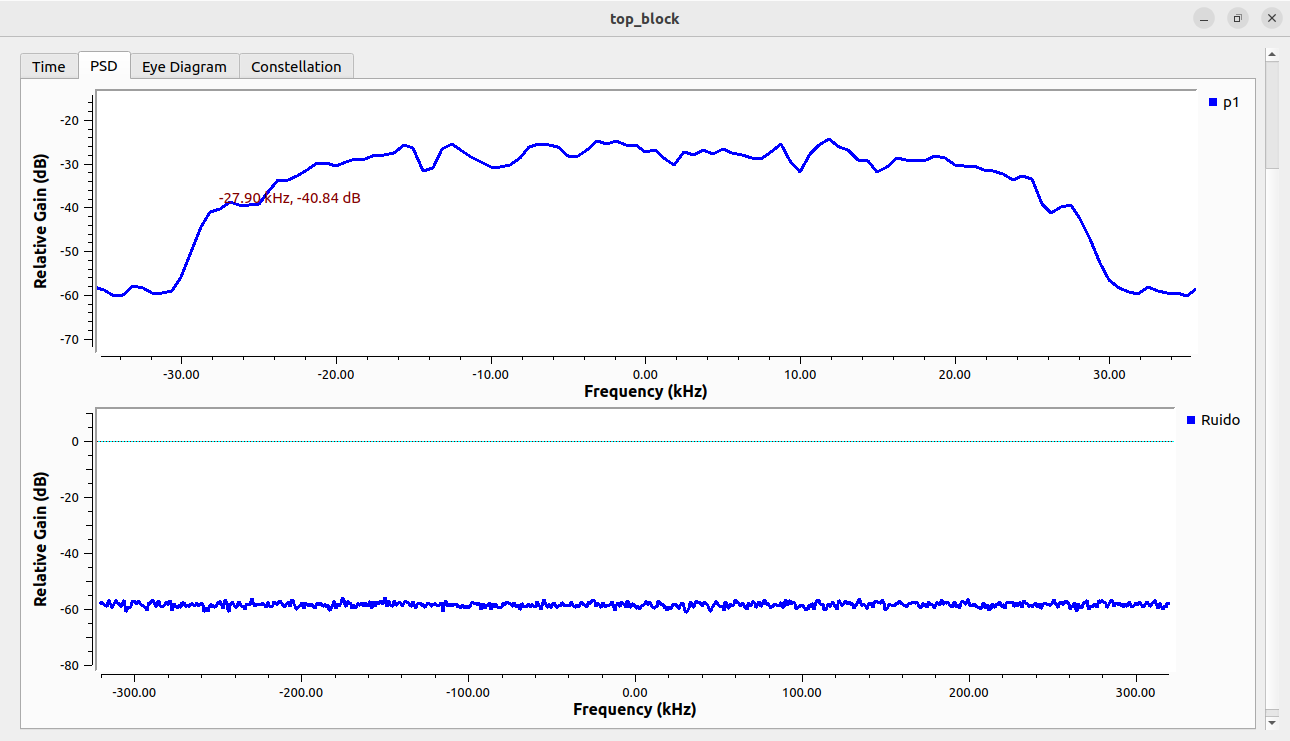 top_block
Time PSD Eye Diagram Constellation
p1
Relative Gain (dB)
-20
-30
-27.90 kHz, -40.84 dB
-40
-50
-60
-70
-30.00 -20.00 -10.00 0.00 10.00 20.00 30.00
Frequency (kHz)
Ruido
Relative Gain (dB)
0
-20
-40
-60
-80
-300.00 -200.00 -100.00 0.00 100.00 200.00 300.00
Frequency (kHz)